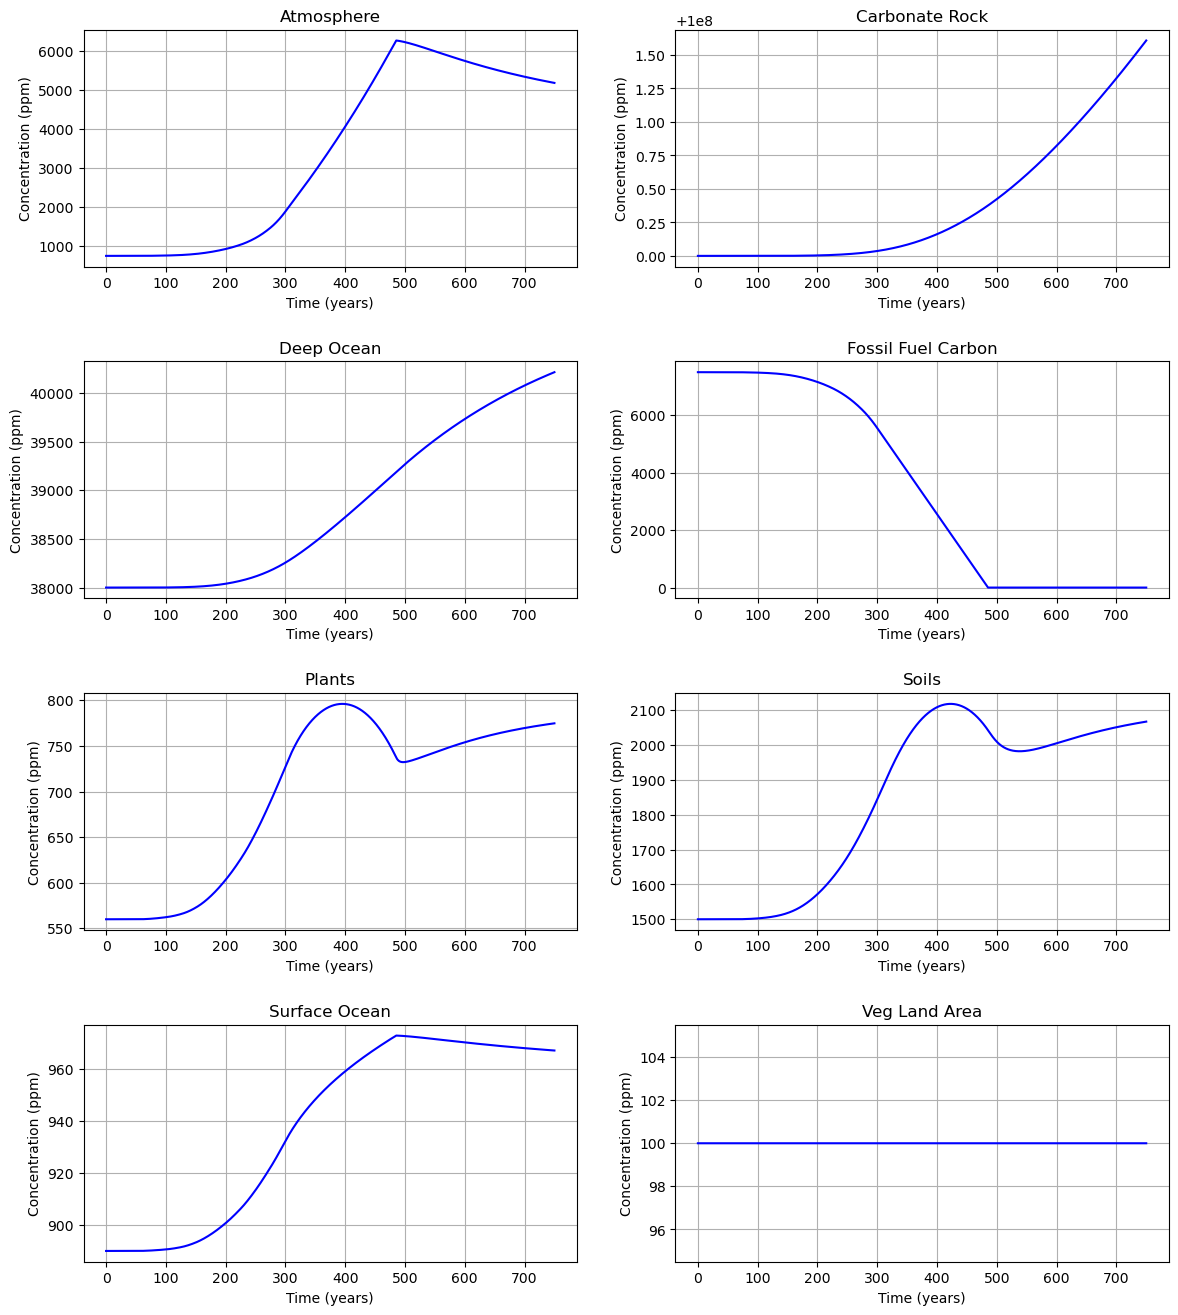 Atmosphere
Concentration (ppm)
6000
5000
4000
3000
2000
1000
0 100 200 300 400 500 600 700
Time (years)
Carbonate Rock
+1e8
Concentration (ppm)
1.50
1.25
1.00
0.75
0.50
0.25
0.00
0 100 200 300 400 500 600 700
Time (years)
Deep Ocean
Concentration (ppm)
40000
39500
39000
38500
38000
0 100 200 300 400 500 600 700
Time (years)
Fossil Fuel Carbon
Concentration (ppm)
6000
4000
2000
0
0 100 200 300 400 500 600 700
Time (years)
Plants
Concentration (ppm)
800
750
700
650
600
550
0 100 200 300 400 500 600 700
Time (years)
Soils
Concentration (ppm)
2100
2000
1900
1800
1700
1600
1500
0 100 200 300 400 500 600 700
Time (years)
Surface Ocean
Concentration (ppm)
960
940
920
900
0 100 200 300 400 500 600 700
Time (years)
Veg Land Area
Concentration (ppm)
104
102
100
98
96
0 100 200 300 400 500 600 700
Time (years)